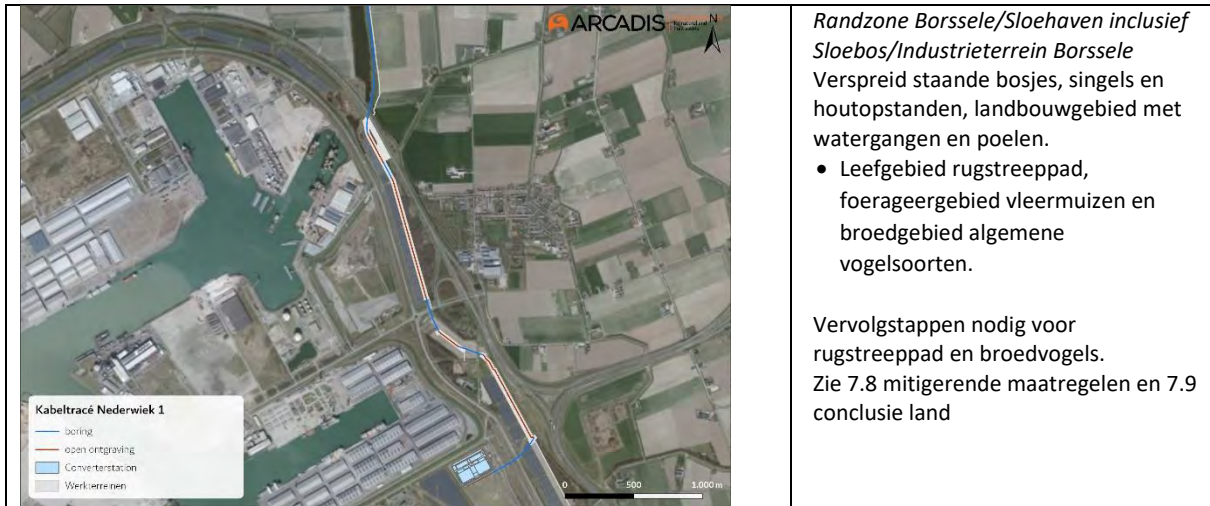 ARCADIS
N
Kabeltracé Nederwiek 1
boring
open ontgraving
Converterstation
Werkterreinen
0 500 1.000 m
Randzone Borssele/Sloehaven inclusief
Sloebos/Industrieterrein Borssele
Verspreid staande bosjes, singels en
houtopstanden, landbouwgebied met
watergangen en poelen.
• Leefgebied rugstreeppad,
foerageergebied vleermuizen en
broedgebied algemene
vogelsoorten.
Vervolgstappen nodig voor
rugstreeppad en broedvogels.
Zie 7.8 mitigerende maatregelen en 7.9
conclusie land